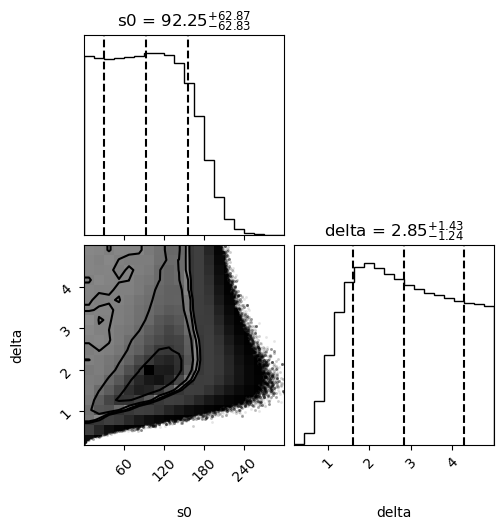 s0 = 92.25+62.87−62.83
delta = 2.85+1.43−1.24
4
3
2
1
delta
60 120 180 240
1 2 3 4
s0 delta